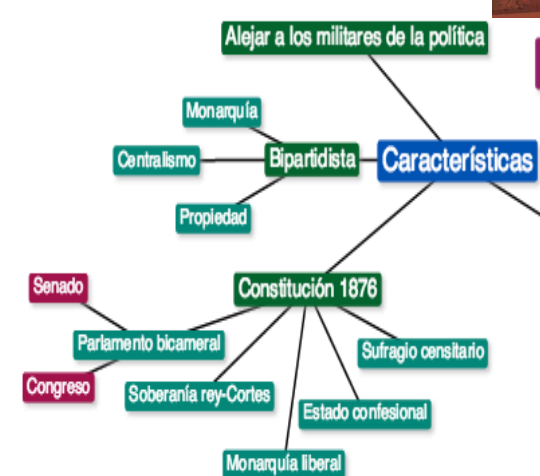 Alejar a los militares de la política
Monarquía
Centralismo
Bipartidista
Características
Propiedad
Senado
Constitución 1876
Parlamento bicameral
Sufragio censitario
Congreso
Soberanía rey-Cortes
Estado confesional
Monarquía liberal